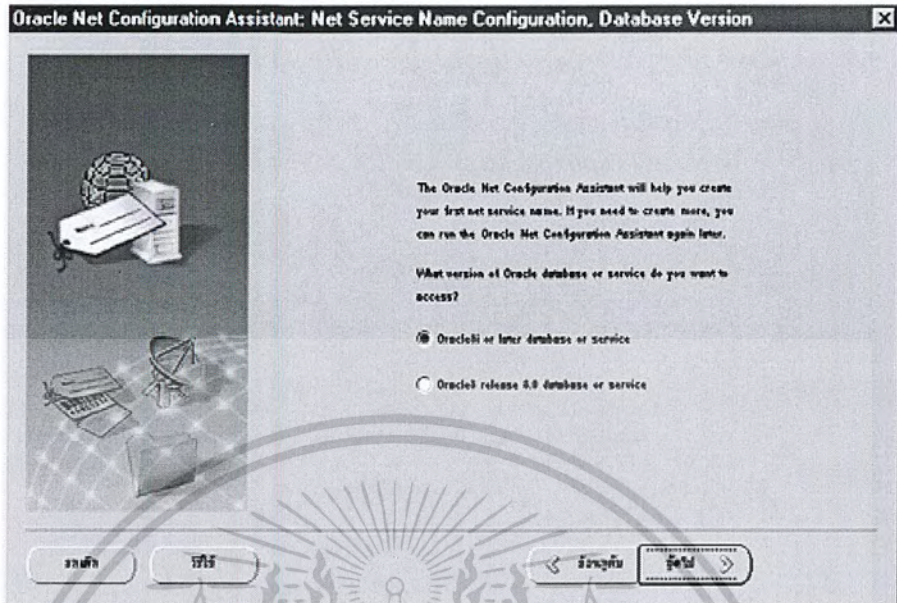 Oracle Net Configuration Assistant: Net Service Name Configuration, Database Version
The Oracle Net Configuration Assistant will help you create
your first net service name. If you need to create more, you
can run the Oracle Net Configuration Assistant again later.
What version of Oracle database or service do you want to
access?
Oracle8i or later database or service
Oracle8 release 8.0 database or service
ยกเลิก
วิธีใช้
ย้อนกลับ
ถัดไป